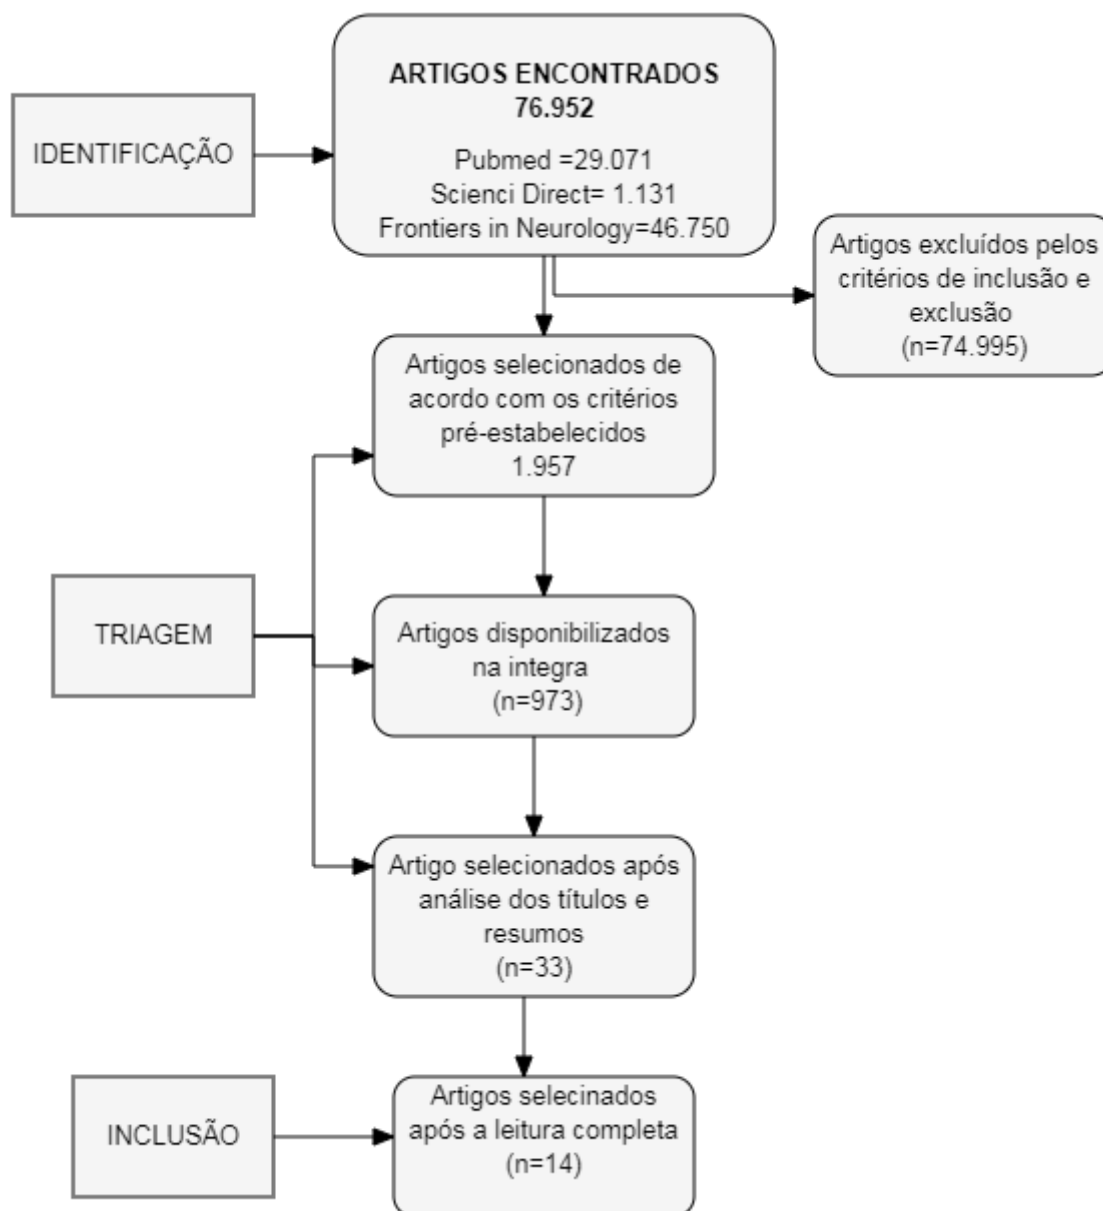 ARTIGOS ENCONTRADOS
76.952
IDENTIFICAÇÃO
Pubmed =29.071
Scienci Direct= 1.131
Frontiers in Neurology=46.750
Artigos excluídos pelos
critérios de inclusão e
exclusão
(n=74.995)
Artigos selecionados de
acordo com os critérios
pré-estabelecidos
1.957
TRIAGEM
Artigos disponibilizados
na integra
(n=973)
Artigo selecionados após
análise dos títulos e
resumos
(n=33)
INCLUSÃO
Artigos selecinados
após a leitura completa
(n=14)